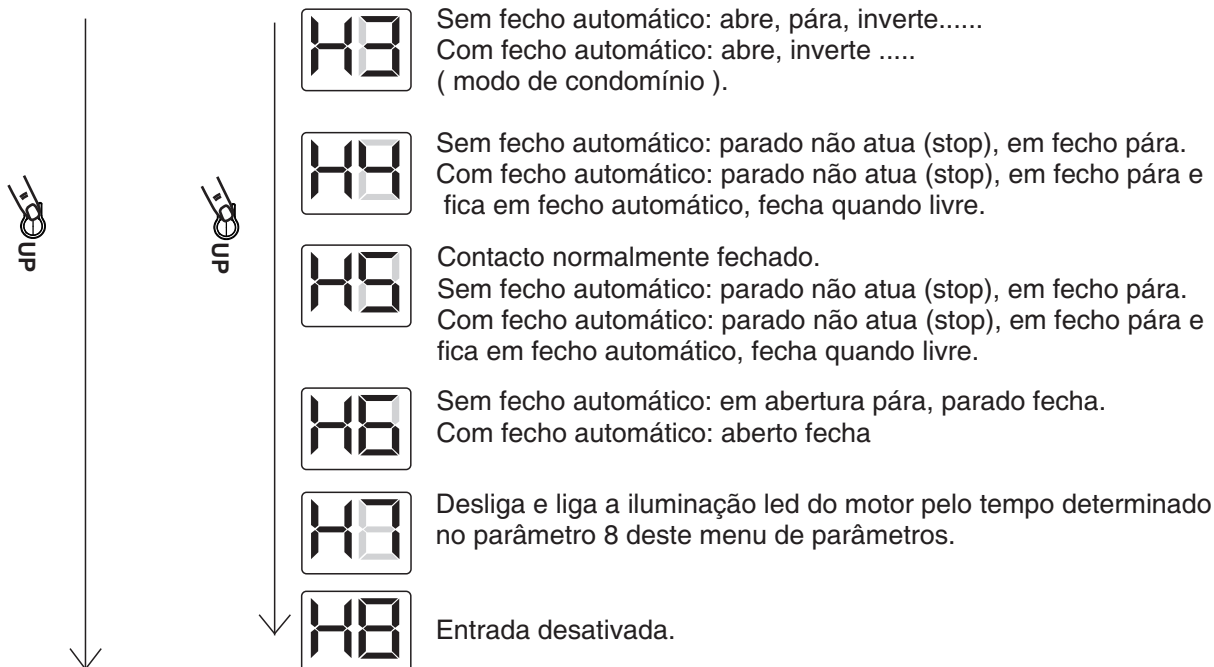 H3
Sem fecho automático: abre, pára, inverte......
Com fecho automático: abre, inverte .....
( modo de condomínio ).
H4
Sem fecho automático: parado não atua (stop), em fecho pára.
Com fecho automático: parado não atua (stop), em fecho pára e
fica em fecho automático, fecha quando livre.
UP
UP
H5
Contacto normalmente fechado.
Sem fecho automático: parado não atua (stop), em fecho pára.
Com fecho automático: parado não atua (stop), em fecho pára e
fica em fecho automático, fecha quando livre.
H6
Sem fecho automático: em abertura pára, parado fecha.
Com fecho automático: aberto fecha
H7
Desliga e liga a iluminação led do motor pelo tempo determinado
no parâmetro 8 deste menu de parâmetros.
H8
Entrada desativada.